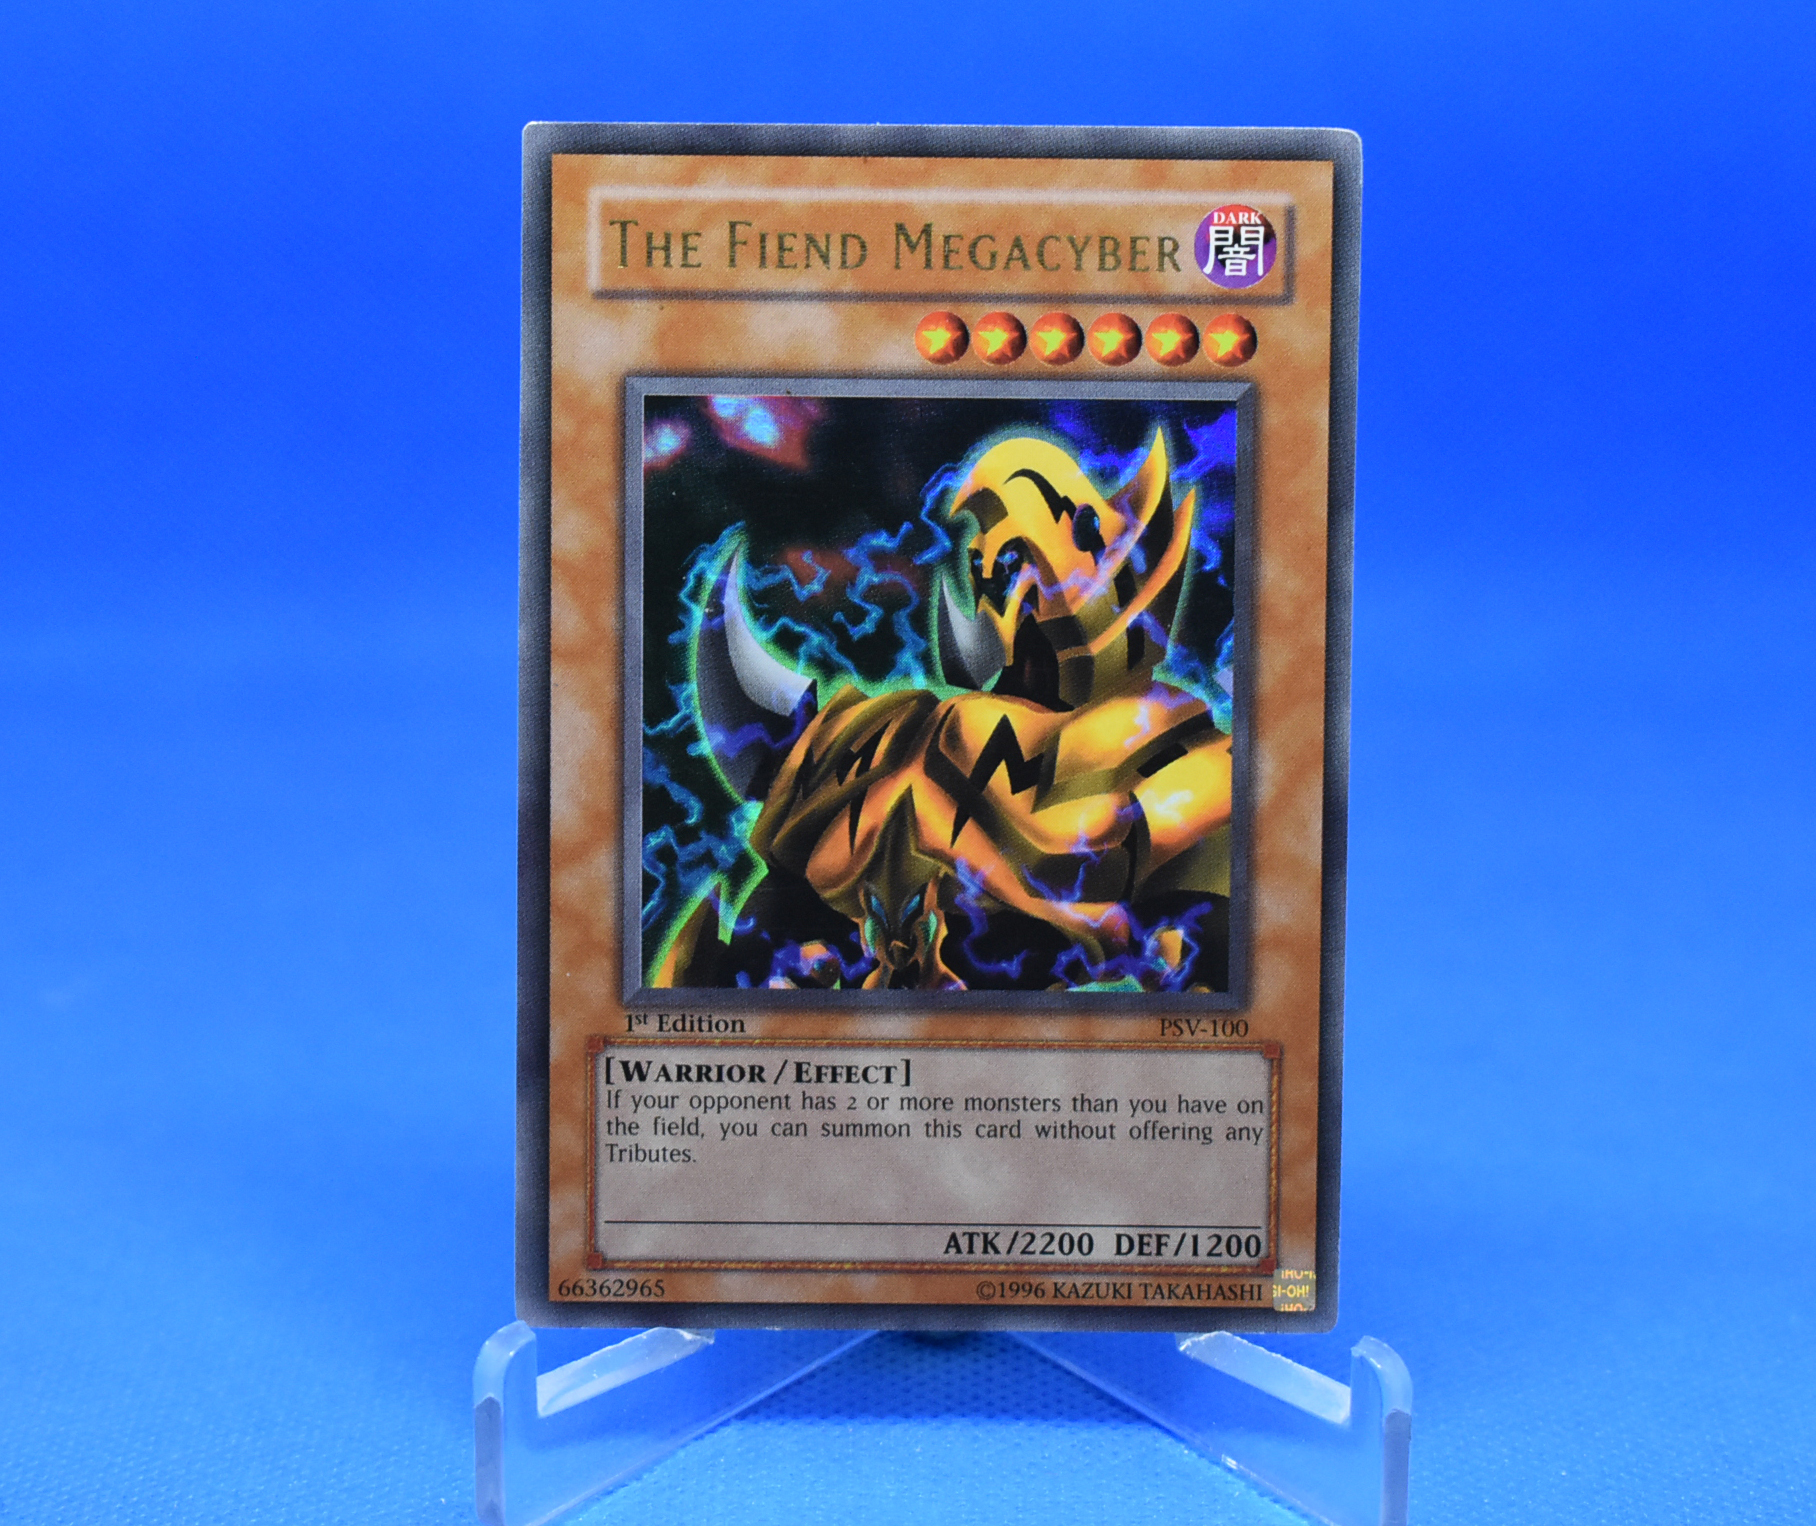 THE FIEND MEGACYBER
DARK
闇
1st Edition
PSV-100
[WARRIOR/EFFECT]
If your opponent has 2 or more monsters than you have on
the field, you can summon this card without offering any
Tributes.
ATK/2200 DEF/1200
66362965
©1996 KAZUKI TAKAHASHI